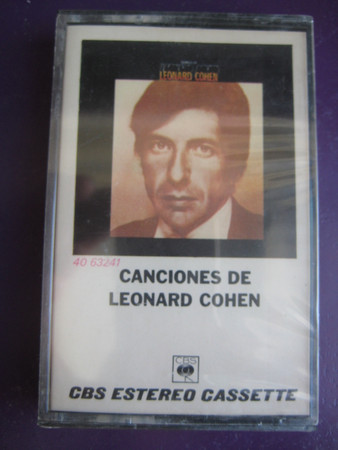 LEONARD COHEN
40 63241
CANCIONES DE
LEONARD COHEN
CBS
CBS ESTEREO CASSETTE